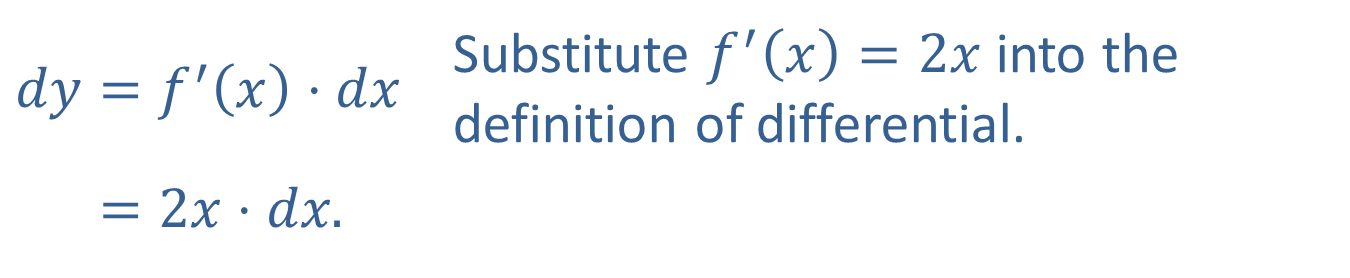 dy = f′(x) · dx
Substitute f′(x) = 2x into the
definition of differential.
= 2x · dx.